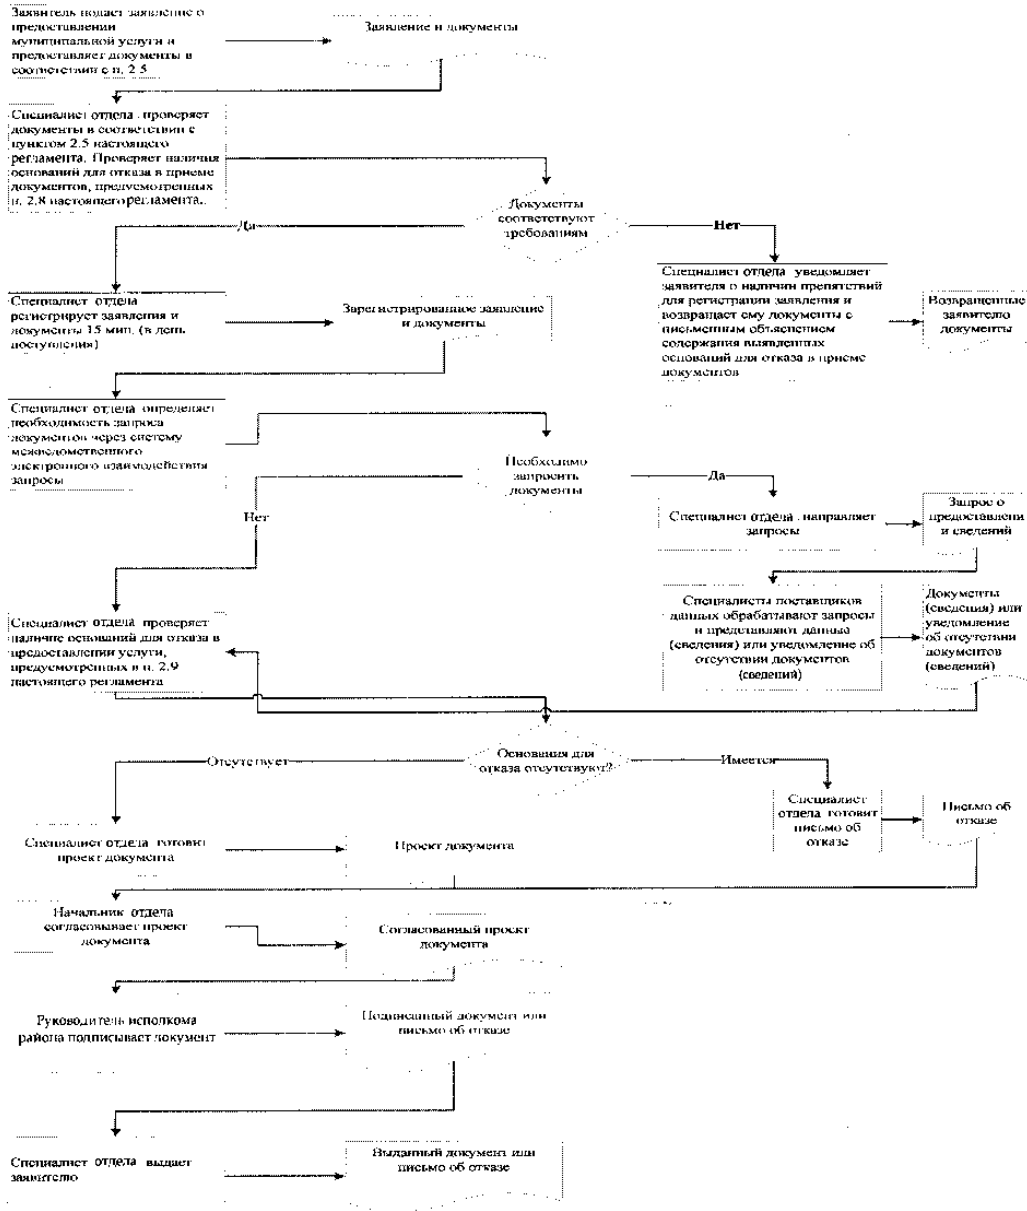 Заявитель подает заявление о
предоставлении
муниципальной услуги и
предоставляет документы в
соответствии с п. 2.5
Заявление и документы
Специалист отдела проверяет
документы в соответствии с
пунктом 2.5 настоящего
регламента. Проверяет наличия
оснований для отказа в приеме
документов, предусмотренных
п. 2.8 настоящего регламента.
Документы
соответствуют
требованиям
Да
Нет
Специалист отдела
регистрирует заявления и
документы 15 мин. (в день
поступления)
Зарегистрированное заявление
и документы
Специалист отдела уведомляет
заявителя о наличии препятствий
для регистрации заявления и
возвращает ему документы с
письменным объяснением
содержания выявленных
оснований для отказа в приеме
документов
Возвращенные
заявителю
документы
Специалист отдела определяет
необходимость запроса
документов через систему
межведомственного
электронного взаимодействия
запросы
Необходимо
запросить
документы
Да
Нет
Специалист отдела направляет
запросы
Запрос о
предоставлени
и сведений
Специалисты поставщиков
данных обрабатывают запросы
и представляют данные
(сведения) или уведомление об
отсутствии документов
(сведений)
Документы
(сведения) или
уведомление
об отсутствии
документов
(сведений)
Специалист отдела проверяет
наличие оснований для отказа в
предоставлении услуги,
предусмотренных в п. 2.9
настоящего регламента
Основания для
отказа отсутствуют?
Отсутствует
Имеется
Специалист
отдела готовит
письмо об
отказе
Письмо об
отказе
Специалист отдела готовит
проект документа
Проект документа
Начальник отдела
согласовывает проект
документа
Согласованный проект
документа
Руководитель исполкома
района подписывает документ
Подписанный документ или
письмо об отказе
Специалист отдела выдает
заявителю
Выданный документ или
письмо об отказе